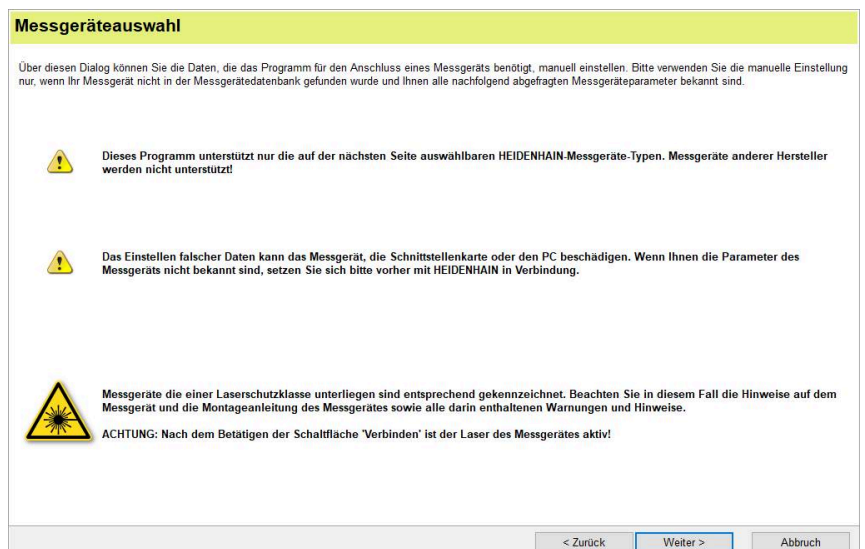 Messgeräteauswahl
Über diesen Dialog können Sie die Daten, die das Programm für den Anschluss eines Messgeräts benötigt, manuell einstellen. Bitte verwenden Sie die manuelle Einstellung
nur, wenn Ihr Messgerät nicht in der Messgerätedatenbank gefunden wurde und Ihnen alle nachfolgend abgefragten Messgeräteparameter bekannt sind.
Dieses Programm unterstützt nur die auf der nächsten Seite auswählbaren HEIDENHAIN-Messgeräte-Typen. Messgeräte anderer Hersteller
werden nicht unterstützt!
Das Einstellen falscher Daten kann das Messgerät, die Schnittstellenkarte oder den PC beschädigen. Wenn Ihnen die Parameter des
Messgeräts nicht bekannt sind, setzen Sie sich bitte vorher mit HEIDENHAIN in Verbindung.
Messgeräte die einer Laserschutzklasse unterliegen sind entsprechend gekennzeichnet. Beachten Sie in diesem Fall die Hinweise auf dem
Messgerät und die Montageanleitung des Messgerätes sowie alle darin enthaltenen Warnungen und Hinweise.
ACHTUNG: Nach dem Betätigen der Schaltfläche 'Verbinden' ist der Laser des Messgerätes aktiv!
< Zurück
Weiter >
Abbruch